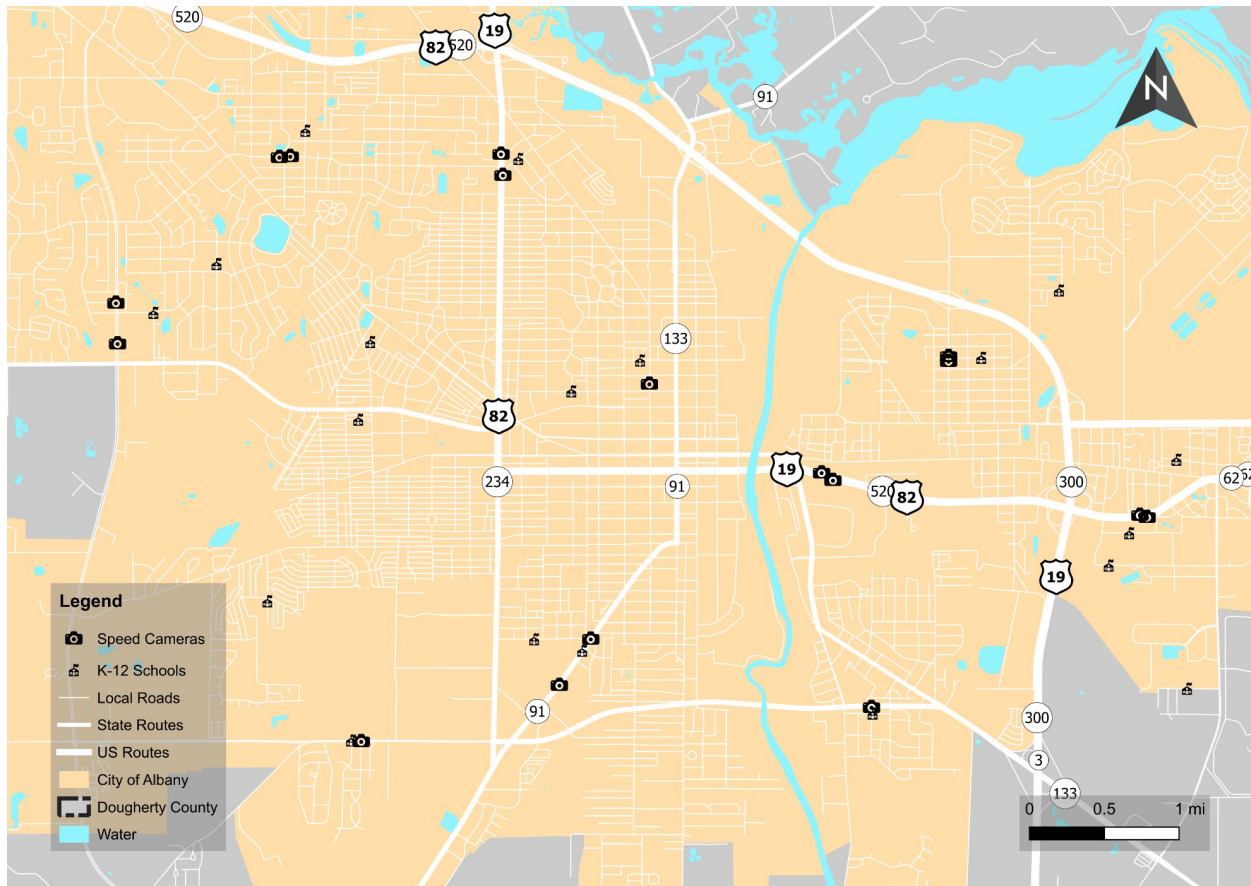 520
19
82
520
91
N
133
82
19
234
91
520
82
300
62
62
19
91
300
3
133
Legend
Speed Cameras
K-12 Schools
Local Roads
State Routes
US Routes
City of Albany
Dougherty County
Water
0 0.5 1 mi